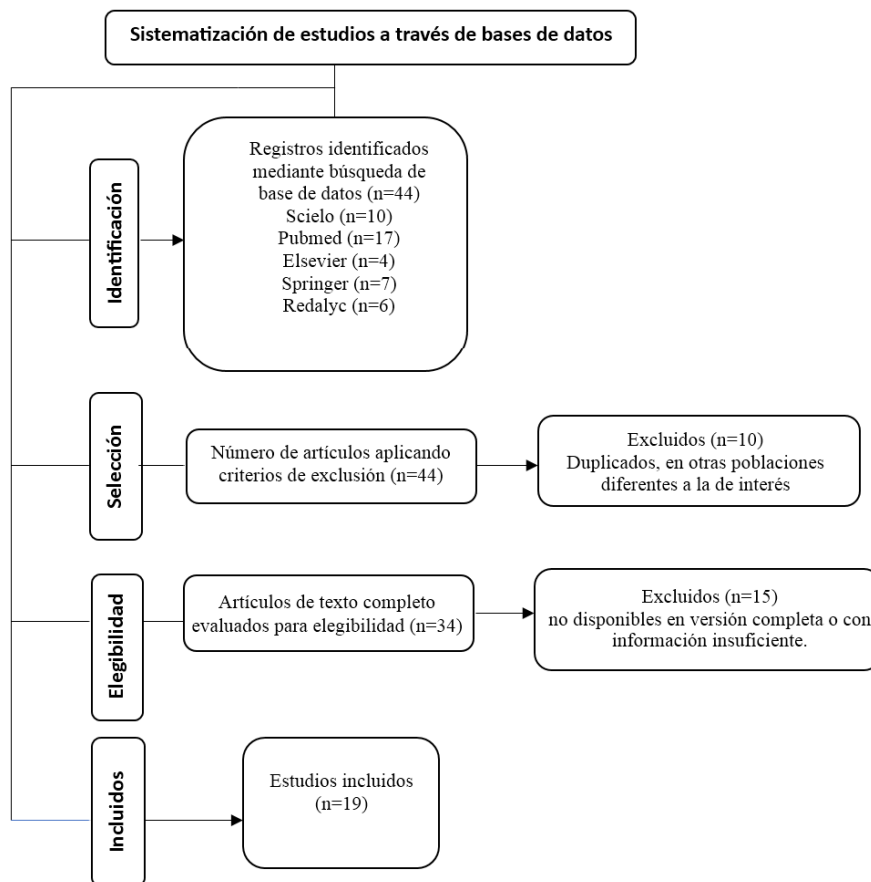 Sistematización de estudios a través de bases de datos
Identificación
Registros identificados
mediante búsqueda de
base de datos (n=44)
Scielo (n=10)
Pubmed (n=17)
Elsevier (n=4)
Springer (n=7)
Redalyc (n=6)
Selección
Número de artículos aplicando
criterios de exclusión (n=44)
Excluidos (n=10)
Duplicados, en otras poblaciones
diferentes a la de interés
Elegibilidad
Artículos de texto completo
evaluados para elegibilidad (n=34)
Excluidos (n=15)
no disponibles en versión completa o con
información insuficiente.
Incluidos
Estudios incluidos
(n=19)